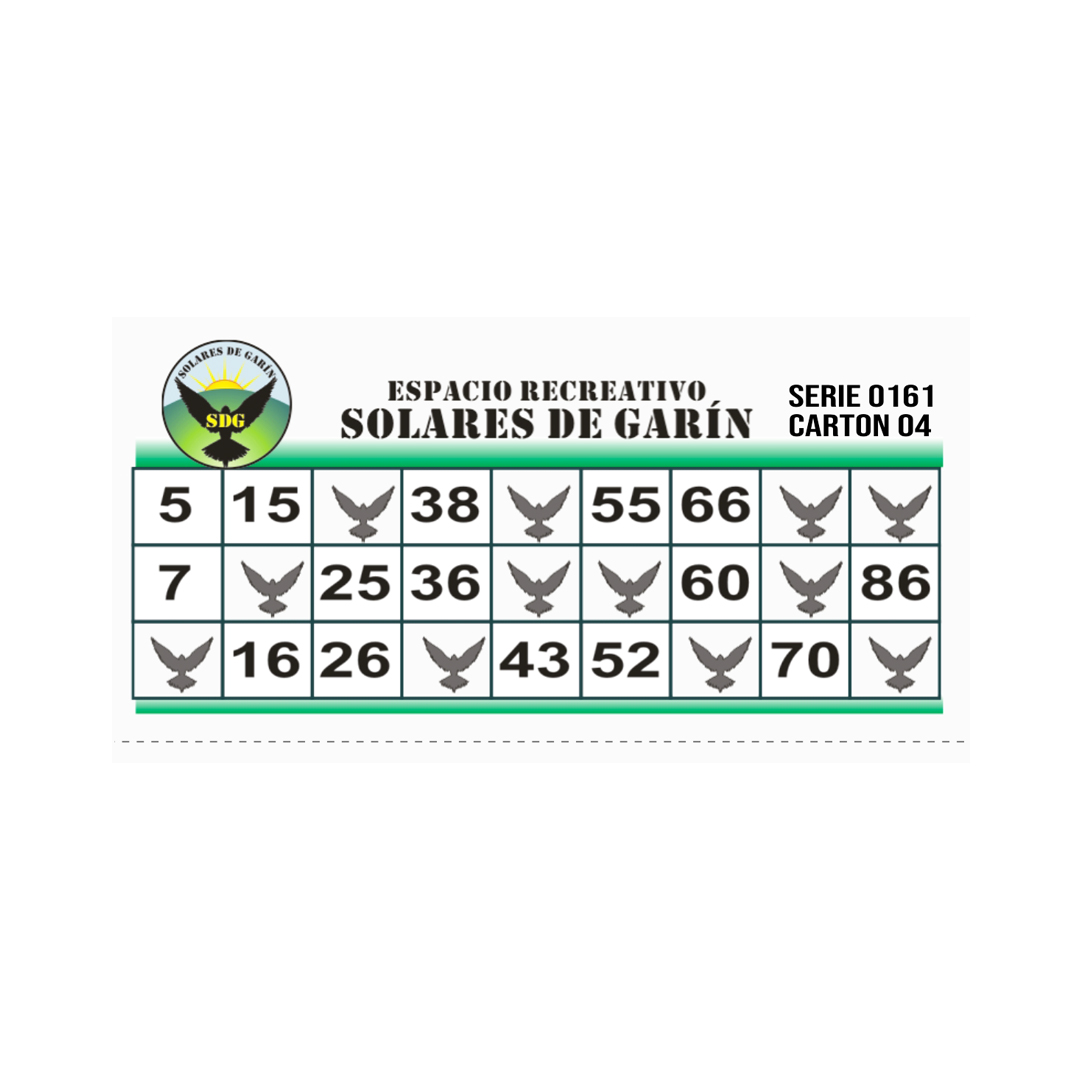 SOLARES DE GARÍN
SDG
ESPACIO RECREATIVO
SOLARES DE GARÍN
SERIE 0161
CARTON 04
5 15 38 55 66
7 25 36 60 86
16 26 43 52 70